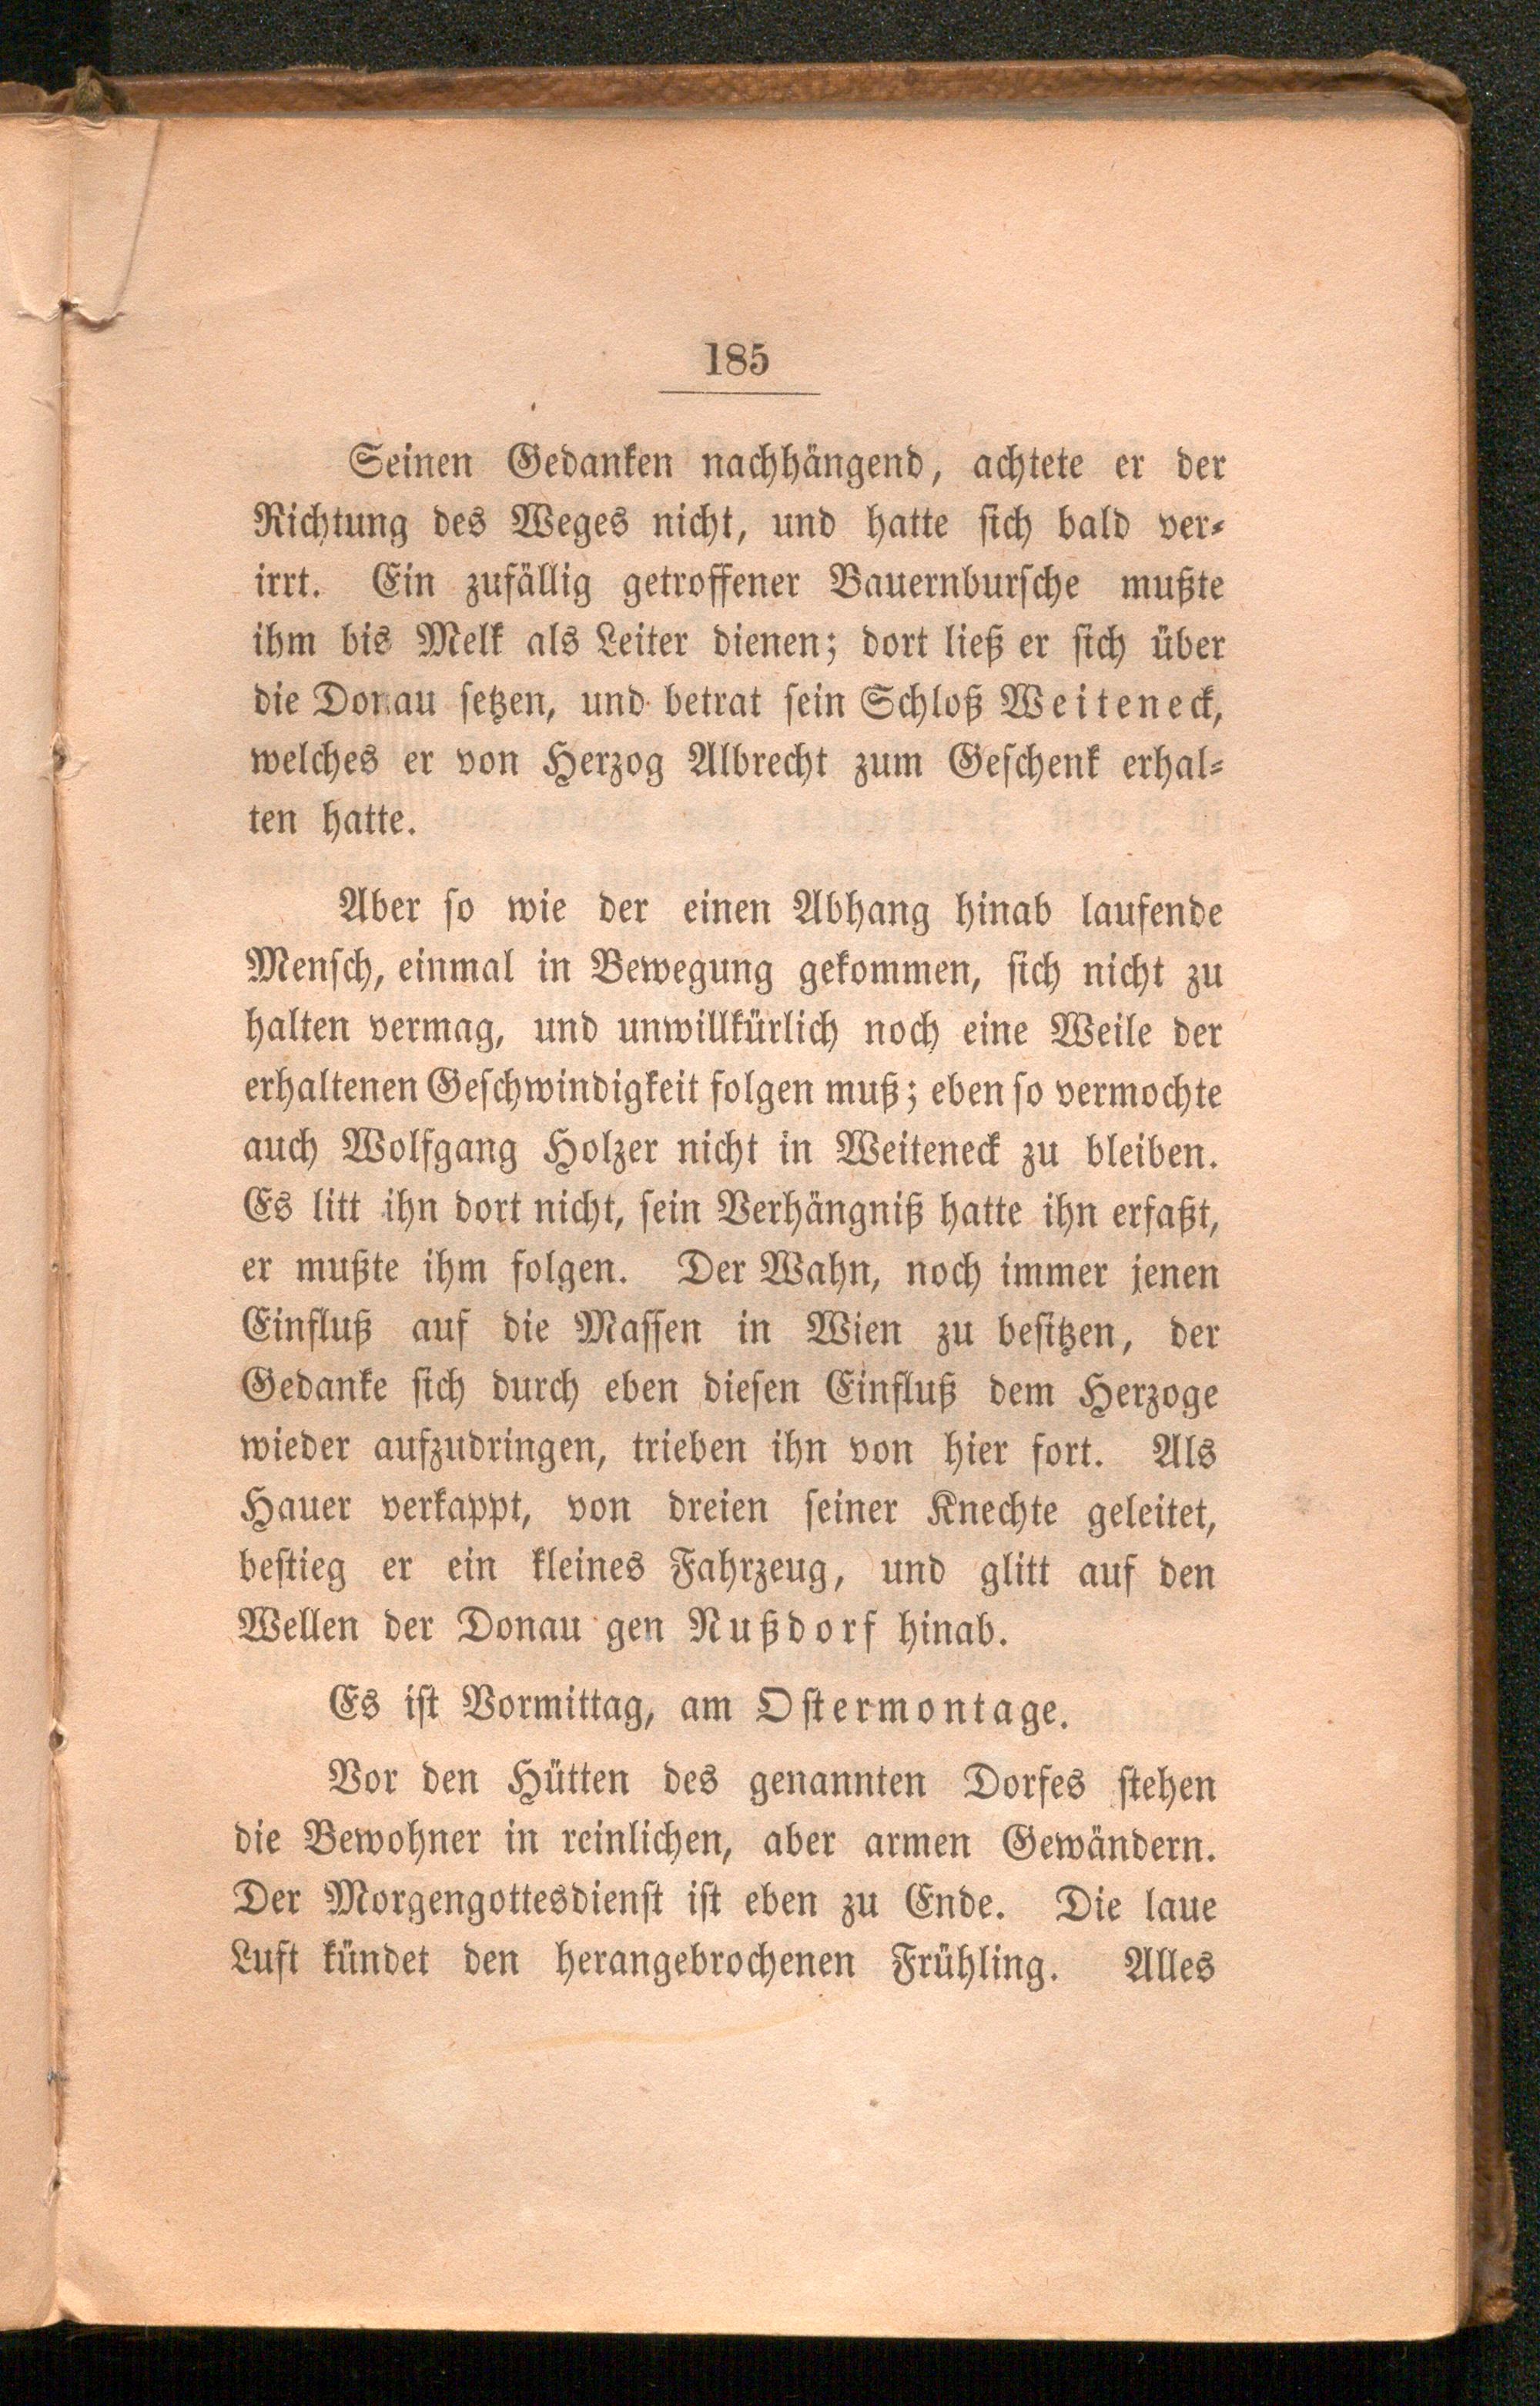 185
Seinen Gedanken nachhängend, achtete er der
Richtung des Weges nicht, und hatte sich bald ver-
irrt. Ein zufällig getroffener Bauernbursche mußte
ihm bis Melk als Leiter dienen; dort ließ er sich über
die Donau setzen, und betrat sein Schloß Weiteneck,
welches er von Herzog Albrecht zum Geschenk erhal-
ten hatte.
Aber so wie der einen Abhang hinab laufende
Mensch, einmal in Bewegung gekommen, sich nicht zu
halten vermag, und unwillkürlich noch eine Weile der
erhaltenen Geschwindigkeit folgen muß; eben so vermochte
auch Wolfgang Holzer nicht in Weiteneck zu bleiben.
Es litt ihn dort nicht, sein Verhängniß hatte ihn erfaßt,
er mußte ihm folgen. Der Wahn, noch immer jenen
Einfluß auf die Massen in Wien zu besitzen, der
Gedanke sich durch eben diesen Einfluß dem Herzoge
wieder aufzudringen, trieben ihn von hier fort. Als
Hauer verkappt, von dreien seiner Knechte geleitet,
bestieg er ein kleines Fahrzeug, und glitt auf den
Wellen der Donau gen Nußdorf hinab.
Es ist Vormittag, am Ostermontage.
Vor den Hütten des genannten Dorfes stehen
die Bewohner in reinlichen, aber armen Gewändern.
Der Morgengottesdienst ist eben zu Ende. Die laue
Luft kündet den herangebrochenen Frühling. Alles